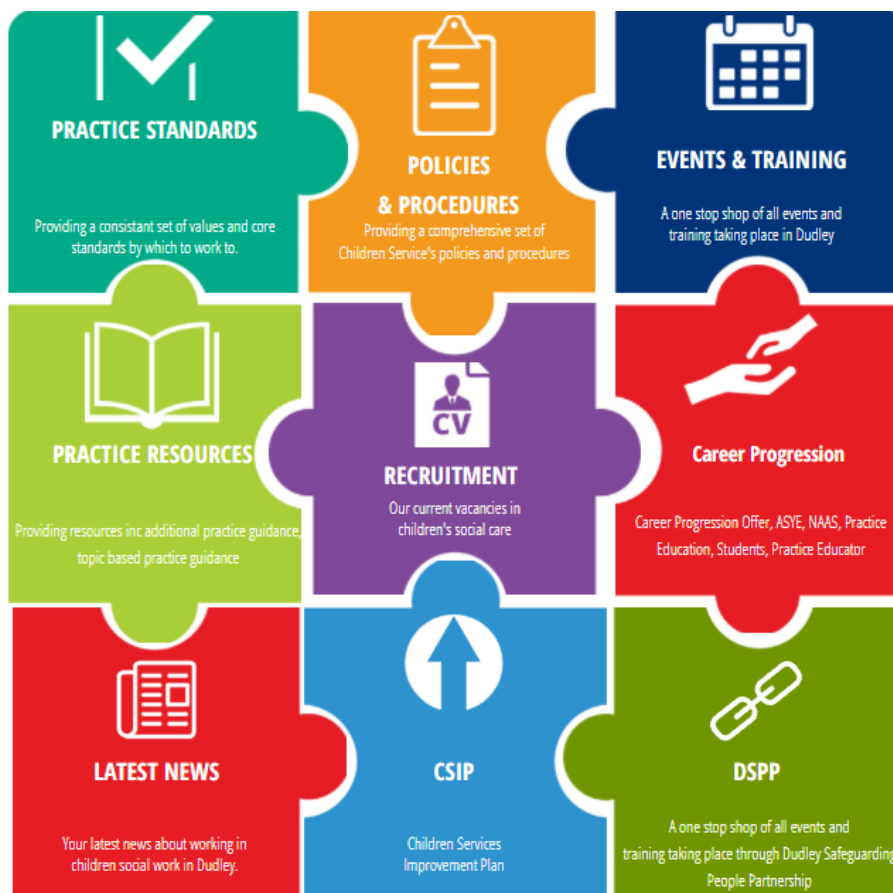 PRACTICE STANDARDS
Providing a consistant set of values and core
standards by which to work to.
POLICIES
& PROCEDURES
Providing a comprehensive set of
Children Service's policies and procedures
EVENTS & TRAINING
A one stop shop of all events and
training taking place in Dudley
PRACTICE RESOURCES
Providing resources inc additional practice guidance,
topic based practice guidance
CV
RECRUITMENT
Our current vacancies in
children's social care
Career Progression
Career Progression Offer, ASYE, NAAS, Practice
Education, Students, Practice Educator
LATEST NEWS
Your latest news about working in
children social work in Dudley.
CSIP
Children Services
Improvement Plan
DSPP
A one stop shop of all events and
training taking place through Dudley Safeguarding
People Partnership